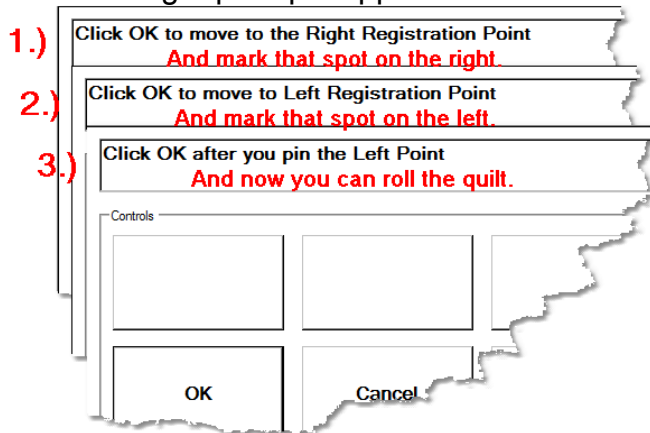 1.) Click OK to move to the Right Registration Point
And mark that spot on the right.
2.) Click OK to move to Left Registration Point
And mark that spot on the left.
3.) Click OK after you pin the Left Point
And now you can roll the quilt.
Controls
OK Cancel